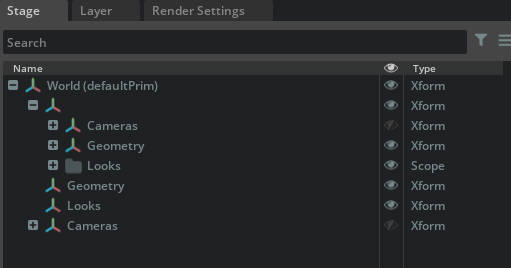 Stage Layer Render Settings
Search
Name Type
World (defaultPrim) Xform
Xform
Cameras Xform
Geometry Xform
Looks Scope
Geometry Xform
Looks Xform
Cameras Xform